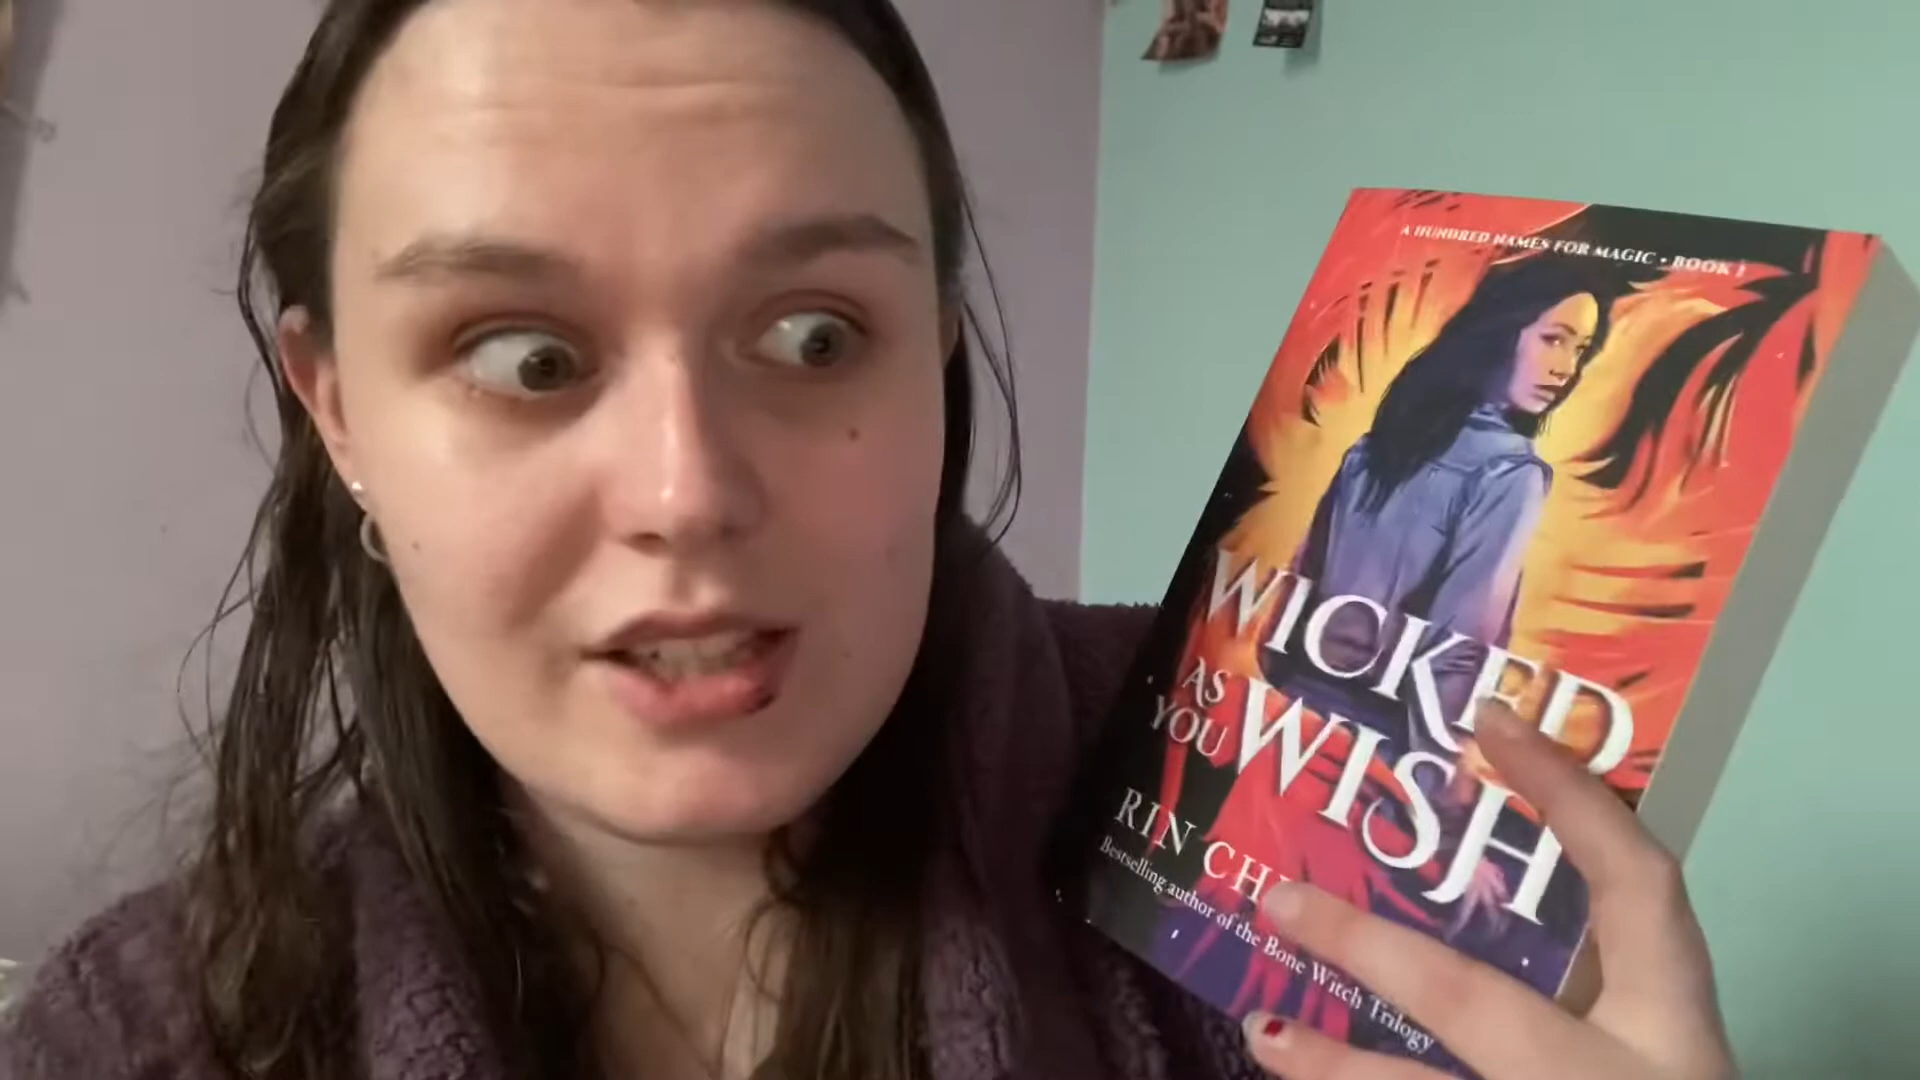 A HUNDRED NAMES FOR MAGIC • BOOK 1
WICKED
AS YOU
WISH
RIN CH
Bestselling author of the Bone Witch Trilogy